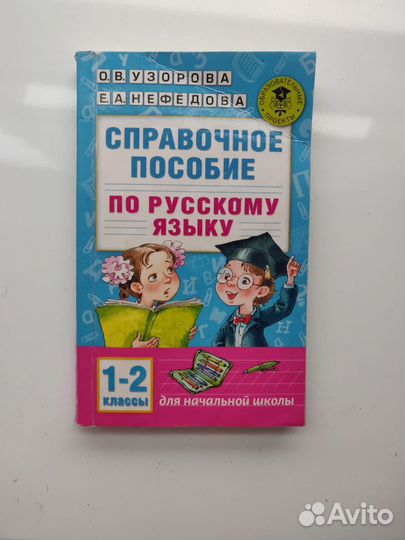 О.В. УЗОРОВА
Е.А. НЕФЁДОВА
ОБРАЗОВАТЕЛЬНЫЕ ПРОЕКТЫ
СПРАВОЧНОЕ
ПОСОБИЕ
ПО РУССКОМУ
ЯЗЫКУ
1-2
КЛАССЫ
для начальной школы
Avito